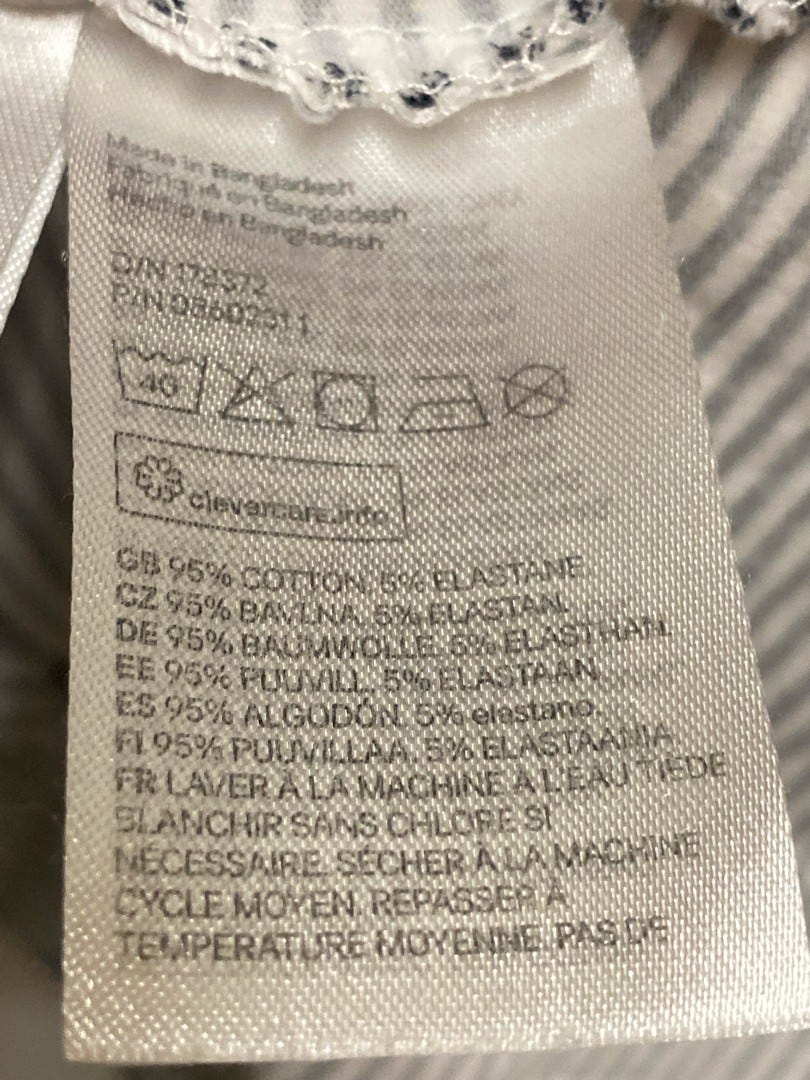 Made in Bangladesh
Fabriqué en Bangladesh
Hecho en Bangladesh
O/N 178372
P/N
40
clevercare.info
GB 95% COTTON. 5% ELASTANE
CZ 95% BAVLNA. 5% ELASTAN.
DE 95% BAUMWOLLE. 5% ELASTHAN.
EE 95% PUUVILL. 5% ELASTAAN.
ES 95% ALGODÓN. 5% elastano.
FI 95% PUUVILLAA. 5% ELASTAANIA.
FR LAVER À LA MACHINE À L'EAU TIÈDE
BLANCHIR SANS CHLORE SI
NÉCESSAIRE. SÉCHER À LA MACHINE
CYCLE MOYEN. REPASSER À
TEMPÉRATURE MOYENNE. PAS DE